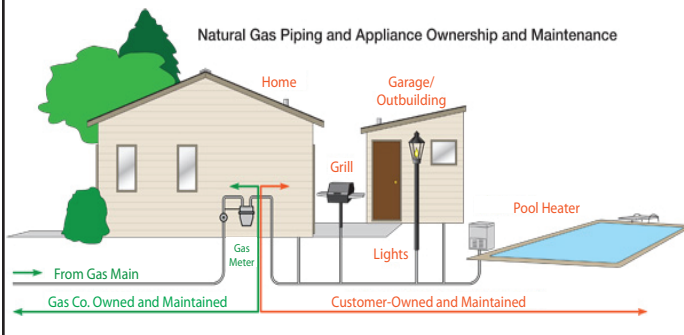 Natural Gas Piping and Appliance Ownership and Maintenance
Home
Garage/
Outbuilding
Grill
Pool Heater
Lights
Gas
Meter
From Gas Main
Gas Co. Owned and Maintained
Customer-Owned and Maintained